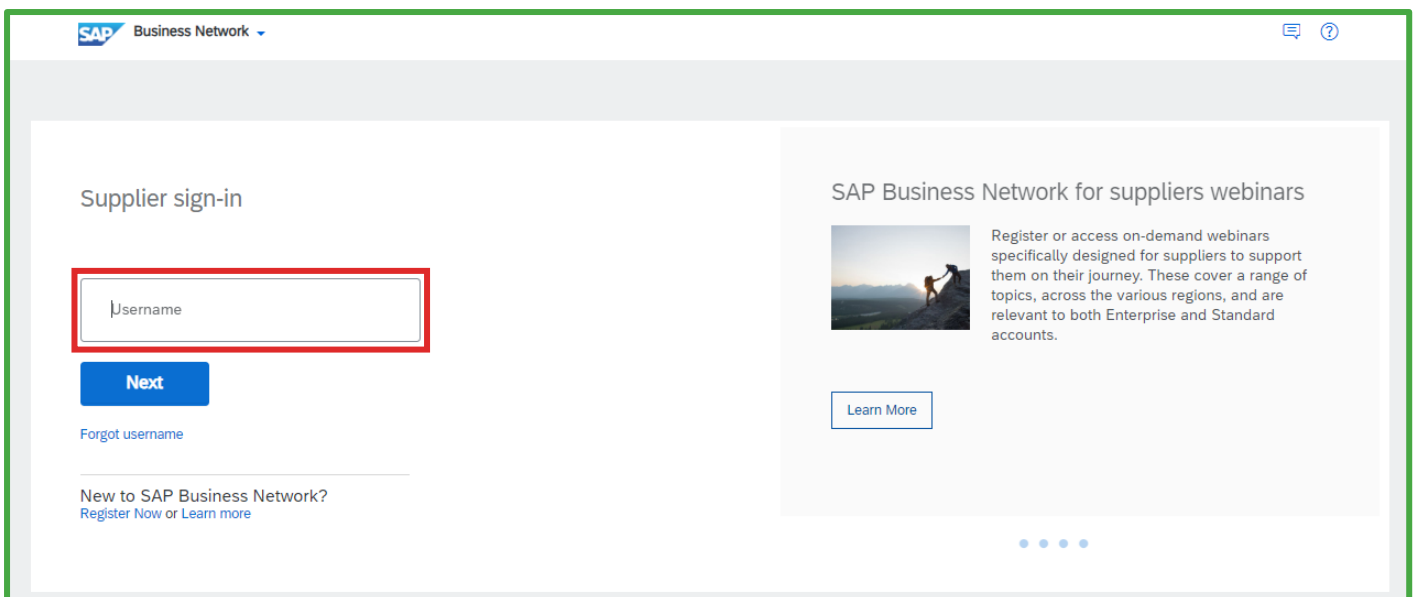 SAP Business Network
Supplier sign-in
Username
Next
Forgot username
New to SAP Business Network?
Register Now or Learn more
SAP Business Network for suppliers webinars
Register or access on-demand webinars
specifically designed for suppliers to support
them on their journey. These cover a range of
topics, across the various regions, and are
relevant to both Enterprise and Standard
accounts.
Learn More